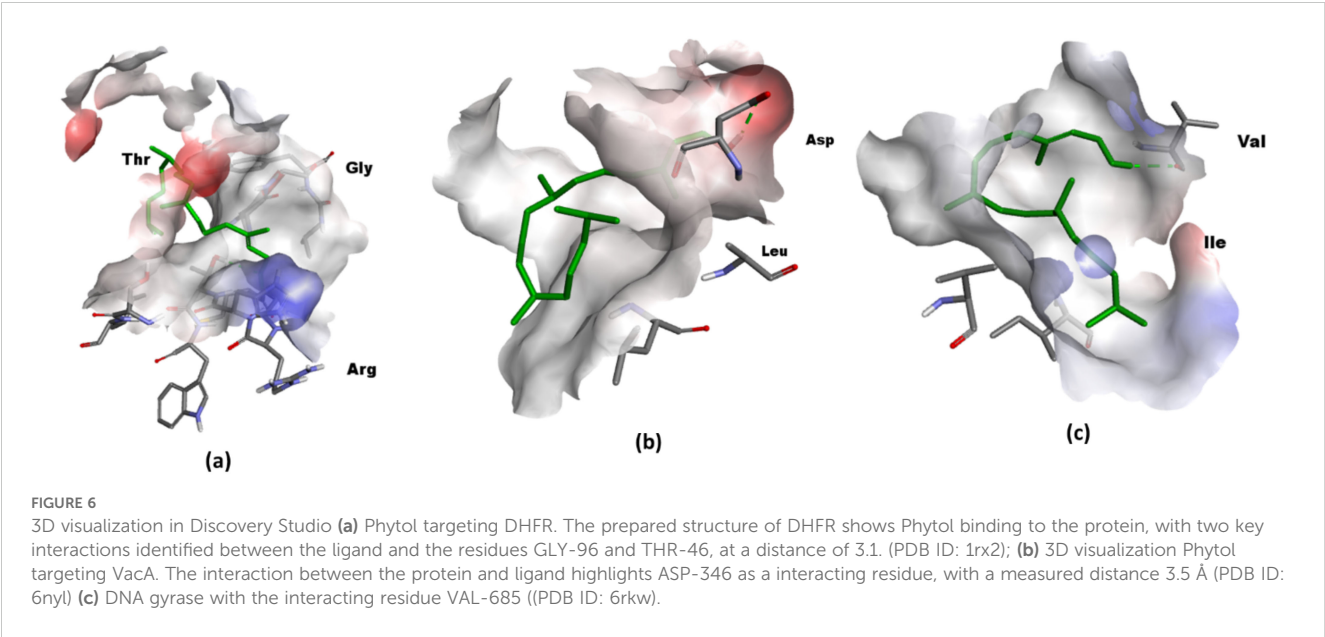 Thr
Gly
Arg
(a)
Asp
Leu
(b)
Val
Ile
(c)
FIGURE 6
3D visualization in Discovery Studio (a) Phytol targeting DHFR. The prepared structure of DHFR shows Phytol binding to the protein, with two key
interactions identified between the ligand and the residues GLY-96 and THR-46, at a distance of 3.1. (PDB ID: 1rx2); (b) 3D visualization Phytol
targeting VacA. The interaction between the protein and ligand highlights ASP-346 as a interacting residue, with a measured distance 3.5 Å (PDB ID:
6nyl) (c) DNA gyrase with the interacting residue VAL-685 ((PDB ID: 6rkw).